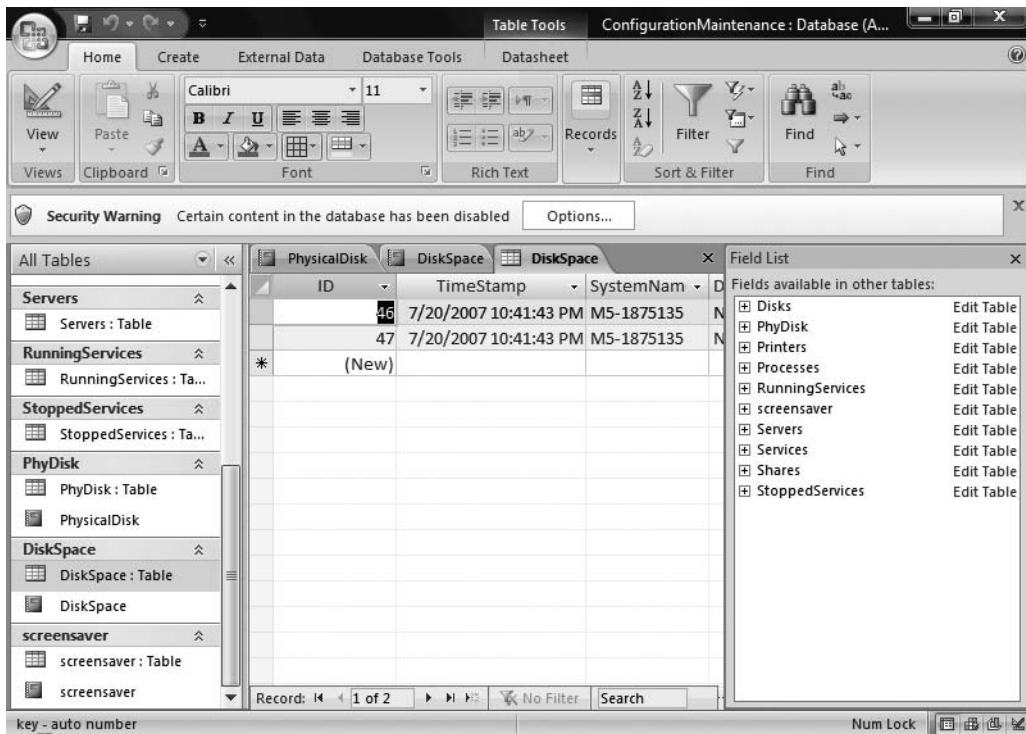 Table Tools ConfigurationMaintenance : Database (A...
Home Create External Data Database Tools Datasheet
Calibri 11
B I U
A
View Paste Records Filter Find
Views Clipboard Font Rich Text Sort & Filter Find
Security Warning Certain content in the database has been disabled Options...
All Tables
Servers
Servers : Table
RunningServices
RunningServices : Ta...
StoppedServices
StoppedServices : Ta...
PhyDisk
PhyDisk : Table
PhysicalDisk
DiskSpace
DiskSpace : Table
DiskSpace
screensaver
screensaver : Table
screensaver
PhysicalDisk DiskSpace DiskSpace
ID TimeStamp SystemNam D
46 7/20/2007 10:41:43 PM M5-1875135 N
47 7/20/2007 10:41:43 PM M5-1875135 N
(New)
Record: 1 of 2 No Filter Search
Field List
Fields available in other tables:
Disks Edit Table
PhyDisk Edit Table
Printers Edit Table
Processes Edit Table
RunningServices Edit Table
screensaver Edit Table
Servers Edit Table
Services Edit Table
Shares Edit Table
StoppedServices Edit Table
key - auto number Num Lock